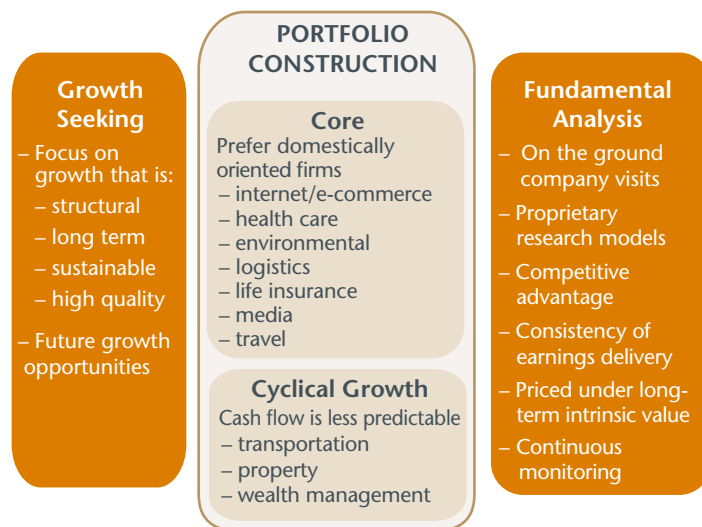 Growth
Seeking
– Focus on
growth that is:
– structural
– long term
– sustainable
– high quality
– Future growth
opportunities
PORTFOLIO
CONSTRUCTION
Core
Prefer domestically
oriented firms
– internet/e-commerce
– health care
– environmental
– logistics
– life insurance
– media
– travel
Cyclical Growth
Cash flow is less predictable
– transportation
– property
– wealth management
Fundamental
Analysis
– On the ground
company visits
– Proprietary
research models
– Competitive
advantage
– Consistency of
earnings delivery
– Priced under long-
term intrinsic value
– Continuous
monitoring